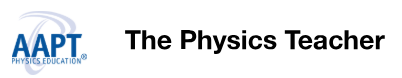 AAPT
PHYSICS EDUCATION®
The Physics Teacher